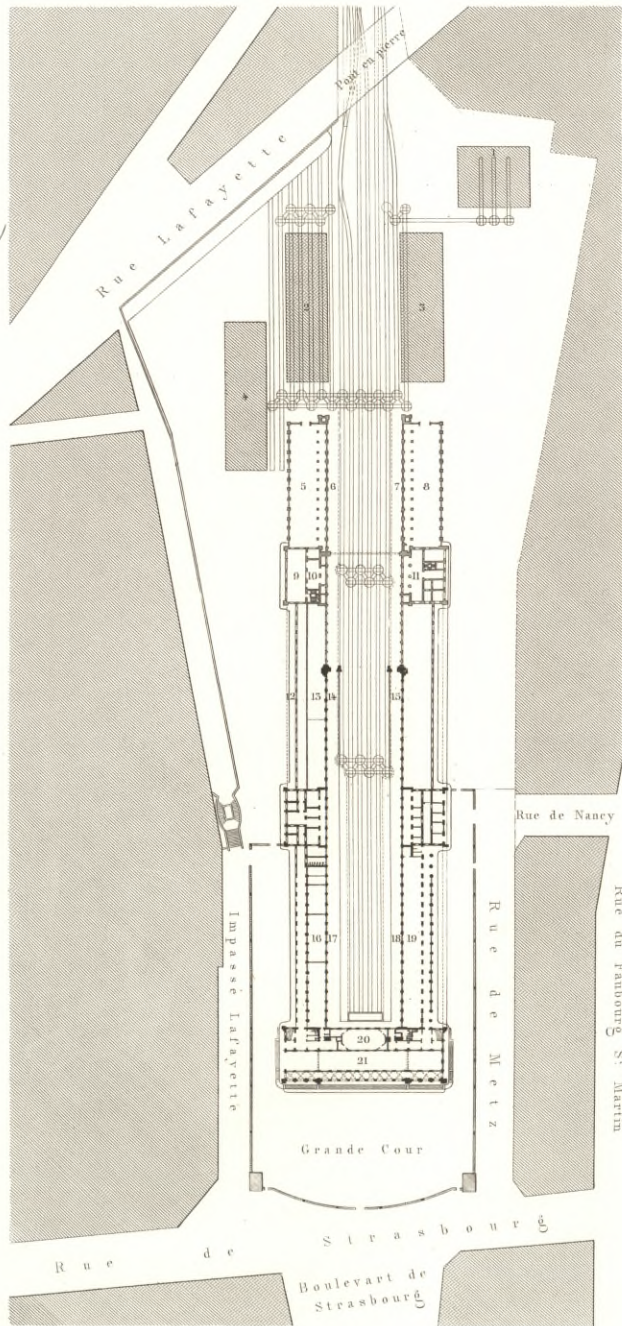 Pont en pierre
Rue Lafayette
1
2
3
4
5
6
7
8
9
10
11
12
13
14
15
16
17
18
19
20
21
Rue de Nancy
Impasse Lafayette
Rue de Metz
Rue du Faubourg St. Martin
Grande Cour
Rue de Strasbourg
Boulevart de
Strasbourg